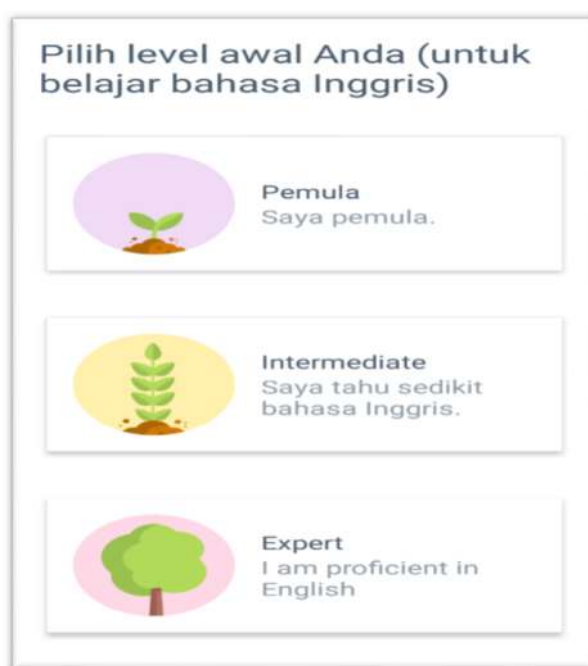 Pilih level awal Anda (untuk
belajar bahasa Inggris)
Pemula
Saya pemula.
Intermediate
Saya tahu sedikit
bahasa Inggris.
Expert
I am proficient in
English